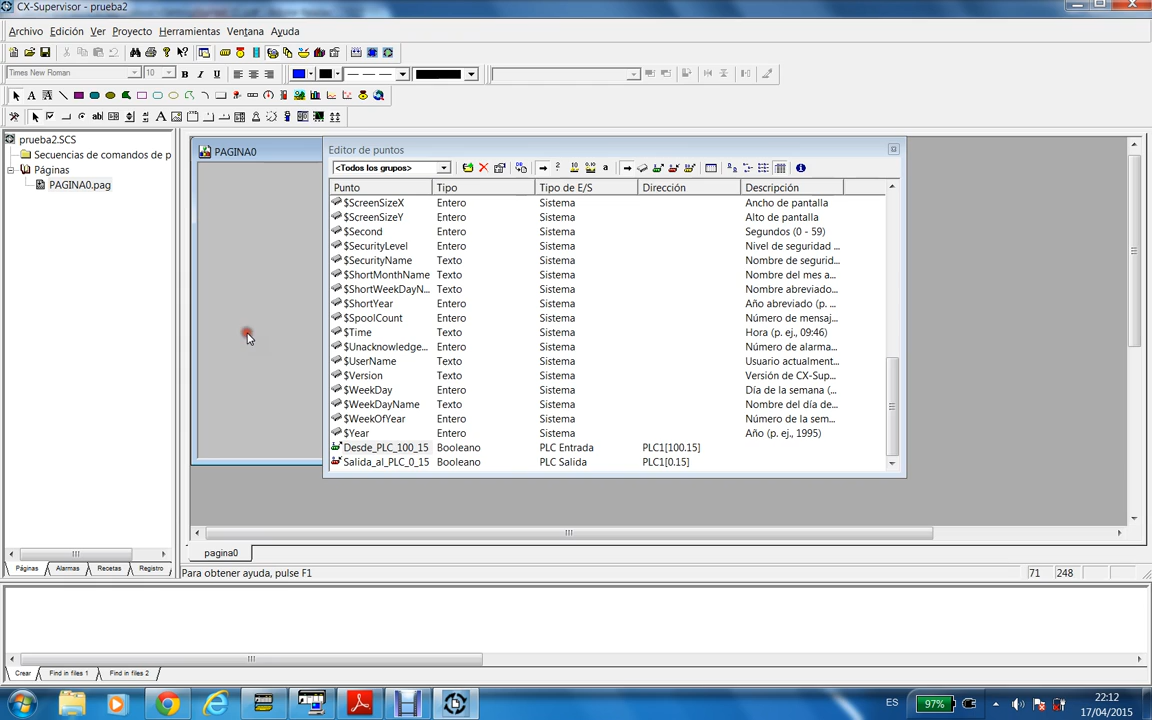 CX-Supervisor - prueba2
Archivo Edición Ver Proyecto Herramientas Ventana Ayuda
Times New Roman 10 B I U
prueba2.SCS
Secuencias de comandos de p
Páginas
PAGINA0.pag
PAGINA0
Editor de puntos
<Todos los grupos>
Punto Tipo Tipo de E/S Dirección Descripción
$ScreenSizeX Entero Sistema Ancho de pantalla
$ScreenSizeY Entero Sistema Alto de pantalla
$Second Entero Sistema Segundos (0 - 59)
$SecurityLevel Entero Sistema Nivel de seguridad ...
$SecurityName Texto Sistema Nombre de segurid...
$ShortMonthName Texto Sistema Nombre del mes a...
$ShortWeekDayN... Texto Sistema Nombre abreviado...
$ShortYear Entero Sistema Año abreviado (p. ...
$SpoolCount Entero Sistema Número de mensaj...
$Time Texto Sistema Hora (p. ej., 09:46)
$Unacknowledge... Entero Sistema Número de alarma...
$UserName Texto Sistema Usuario actualment...
$Version Texto Sistema Versión de CX-Sup...
$WeekDay Entero Sistema Día de la semana (...
$WeekDayName Texto Sistema Nombre del día de...
$WeekOfYear Entero Sistema Número de la sem...
$Year Entero Sistema Año (p. ej., 1995)
Desde_PLC_100_15 Booleano PLC Entrada PLC1[100.15]
Salida_al_PLC_0_15 Booleano PLC Salida PLC1[0.15]
pagina0
Páginas Alarmas Recetas Registro
Para obtener ayuda, pulse F1 71 248
Crear Find in files 1 Find in files 2
ES 97% 22:12
17/04/2015